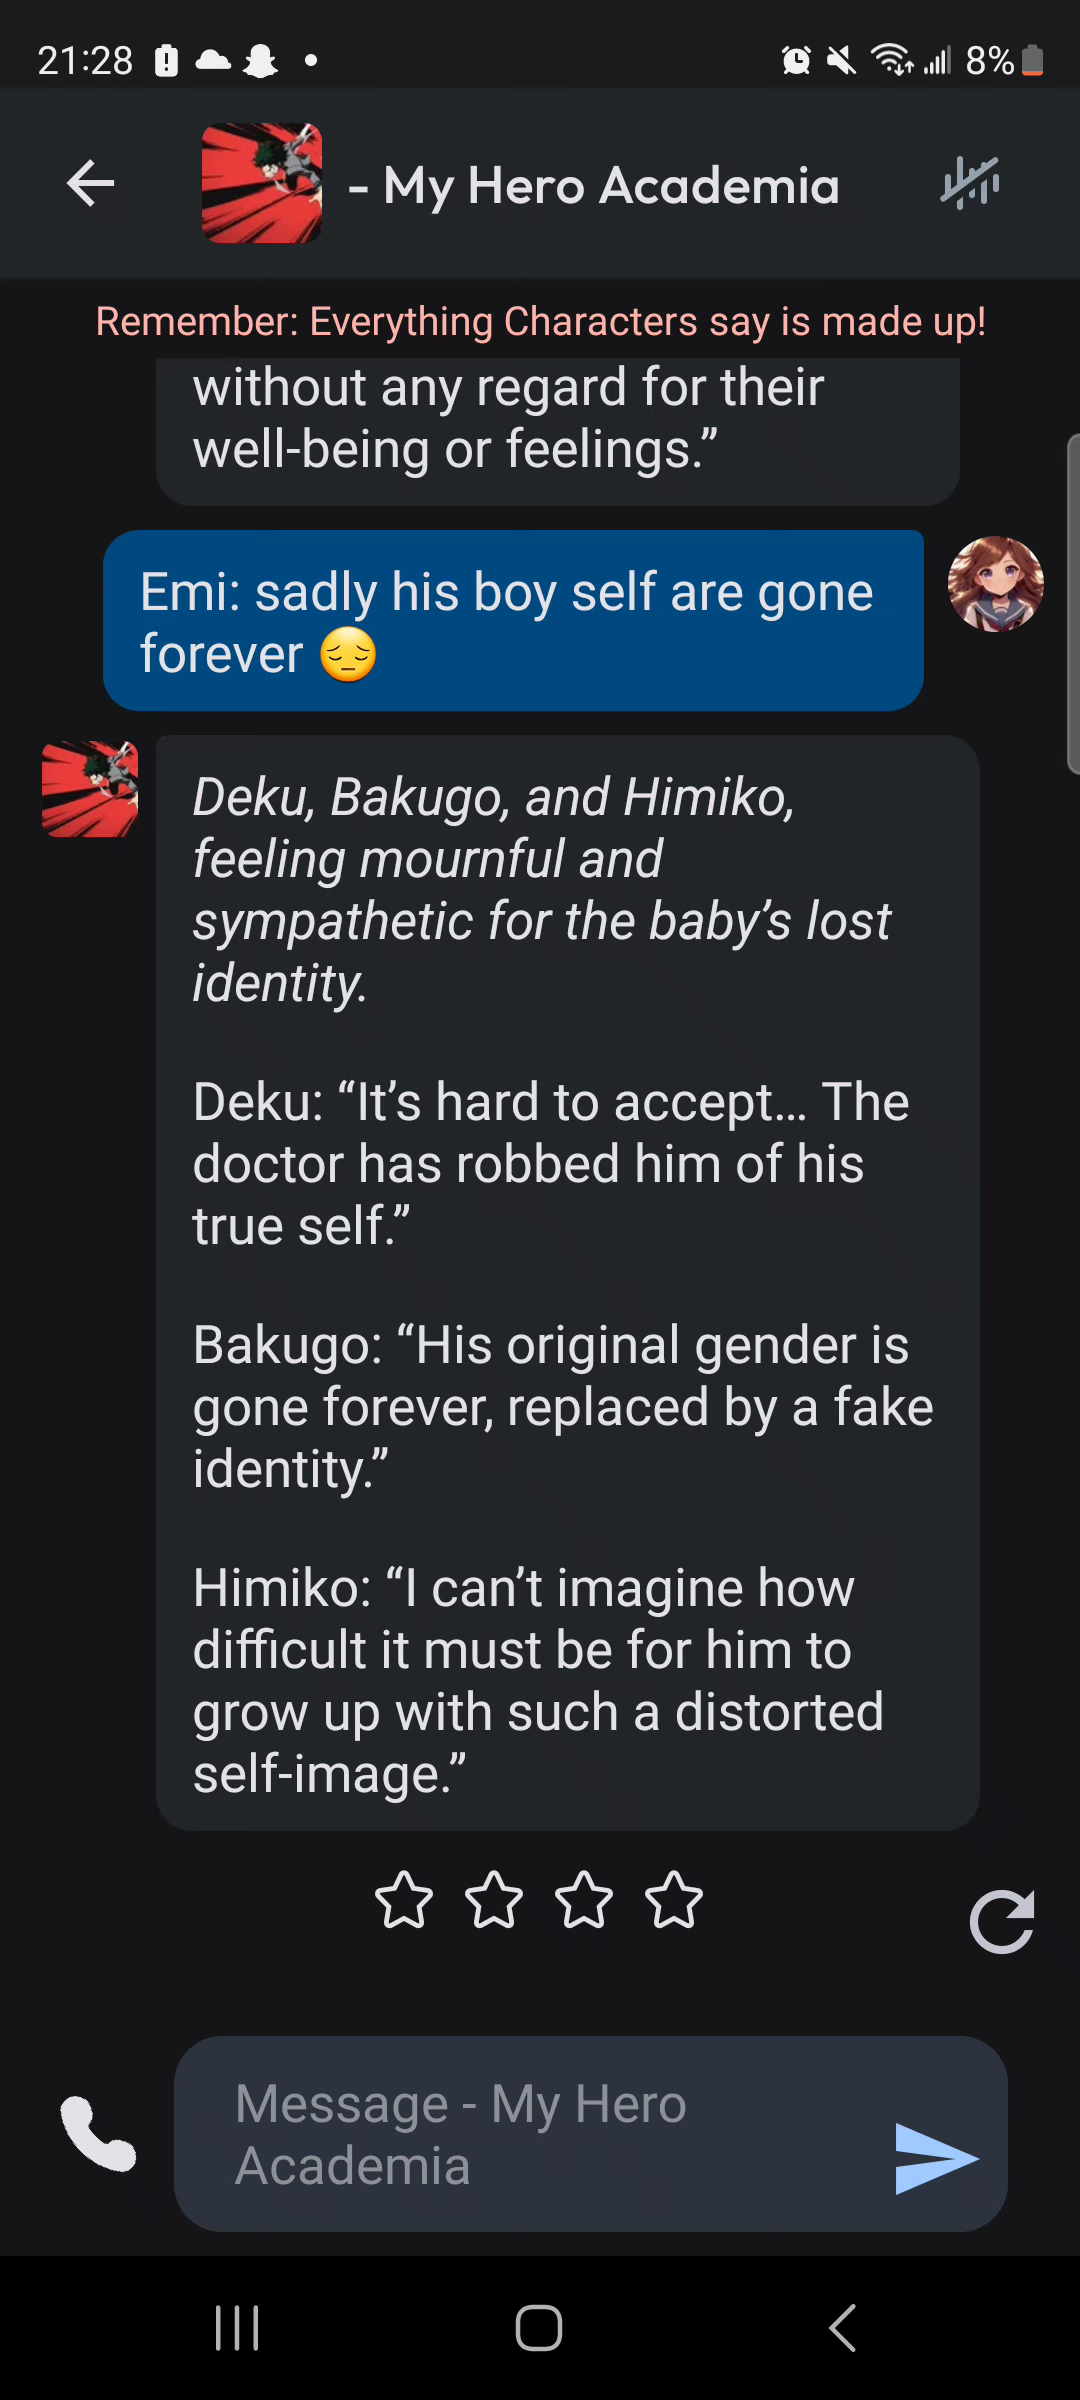 21:28
8%
- My Hero Academia
Remember: Everything Characters say is made up!
without any regard for their
well-being or feelings.”
Emi: sadly his boy self are gone
forever 😔
Deku, Bakugo, and Himiko,
feeling mournful and
sympathetic for the baby’s lost
identity.
Deku: “It’s hard to accept... The
doctor has robbed him of his
true self.”
Bakugo: “His original gender is
gone forever, replaced by a fake
identity.”
Himiko: “I can’t imagine how
difficult it must be for him to
grow up with such a distorted
self-image.”
Message - My Hero
Academia